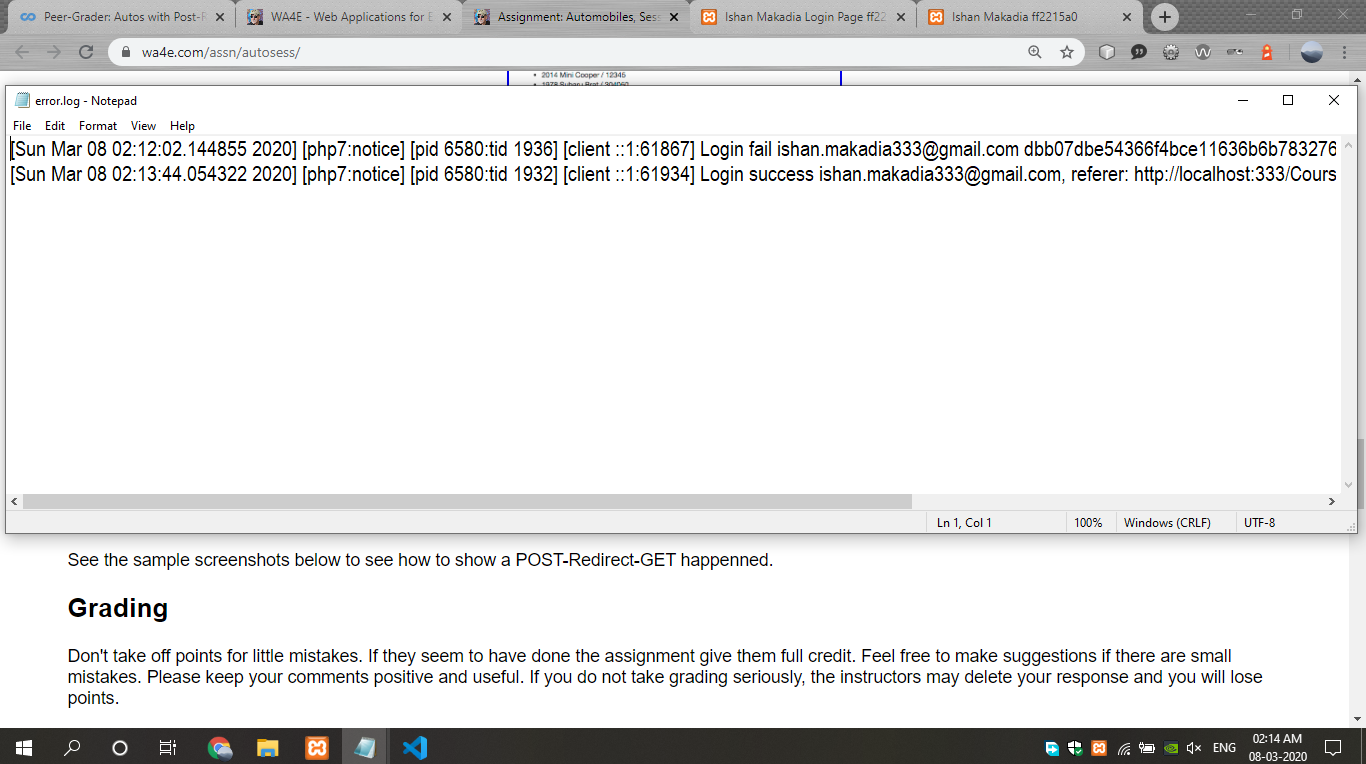 Peer-Grader: Autos with Post-R
WA4E - Web Applications for E
Assignment: Automobiles, Sess
Ishan Makadia Login Page ff22
Ishan Makadia ff2215a0
wa4e.com/assn/autosess/
2014 Mini Cooper / 12345
error.log - Notepad
File Edit Format View Help
[Sun Mar 08 02:12:02.144855 2020] [php7:notice] [pid 6580:tid 1936] [client ::1:61867] Login fail ishan.makadia333@gmail.com dbb07dbe54366f4bce11636b6b783276
[Sun Mar 08 02:13:44.054322 2020] [php7:notice] [pid 6580:tid 1932] [client ::1:61934] Login success ishan.makadia333@gmail.com, referer: http://localhost:333/Cours
Ln 1, Col 1 100% Windows (CRLF) UTF-8
See the sample screenshots below to see how to show a POST-Redirect-GET happenned.
Grading
Don't take off points for little mistakes. If they seem to have done the assignment give them full credit. Feel free to make suggestions if there are small
mistakes. Please keep your comments positive and useful. If you do not take grading seriously, the instructors may delete your response and you will lose
points.
ENG
02:14 AM
08-03-2020